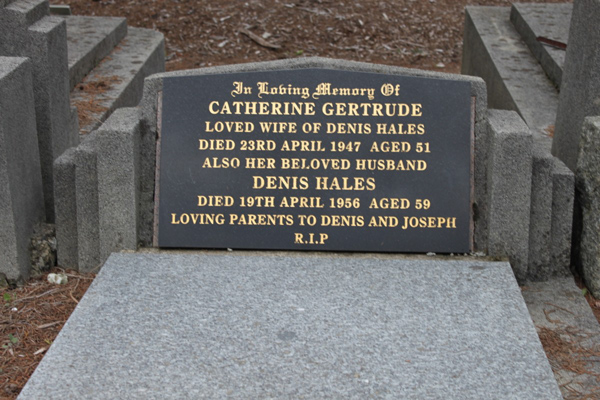 In Loving Memory Of
CATHERINE GERTRUDE
LOVED WIFE OF DENIS HALES
DIED 23RD APRIL 1947 AGED 51
ALSO HER BELOVED HUSBAND
DENIS HALES
DIED 19TH APRIL 1956 AGED 59
LOVING PARENTS TO DENIS AND JOSEPH
R.I.P